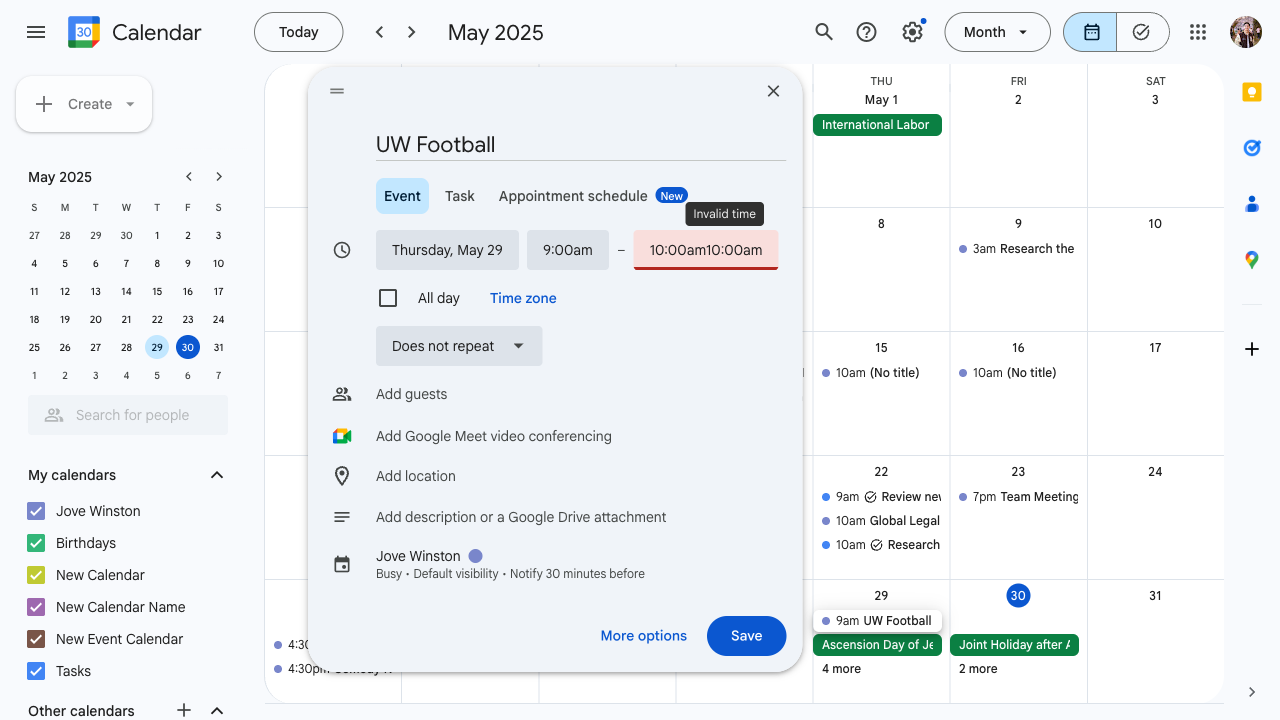 30
Calendar
Today
May 2025
Month
Create
May 2025
S M T W T F S
27 28 29 30 1 2 3
4 5 6 7 8 9 10
11 12 13 14 15 16 17
18 19 20 21 22 23 24
25 26 27 28 29 30 31
1 2 3 4 5 6 7
Search for people
My calendars
Jove Winston
Birthdays
New Calendar
New Calendar Name
New Event Calendar
Tasks
Other calendars
UW Football
Event
Task
Appointment schedule
New
Invalid time
Thursday, May 29
9:00am
–
10:00am10:00am
All day
Time zone
Does not repeat
Add guests
Add Google Meet video conferencing
Add location
Add description or a Google Drive attachment
Jove Winston
Busy • Default visibility • Notify 30 minutes before
More options
Save
THU FRI SAT
May 1 2 3
International Labor
8 9 10
3am Research the
15 16 17
10am (No title)
10am (No title)
22 23 24
9am Review
10am Global Legal
10am Research
7pm Team Meeting
29 30 31
9am UW Football
Ascension Day of
Joint Holiday after
4 more
2 more
4:30
4:30pm